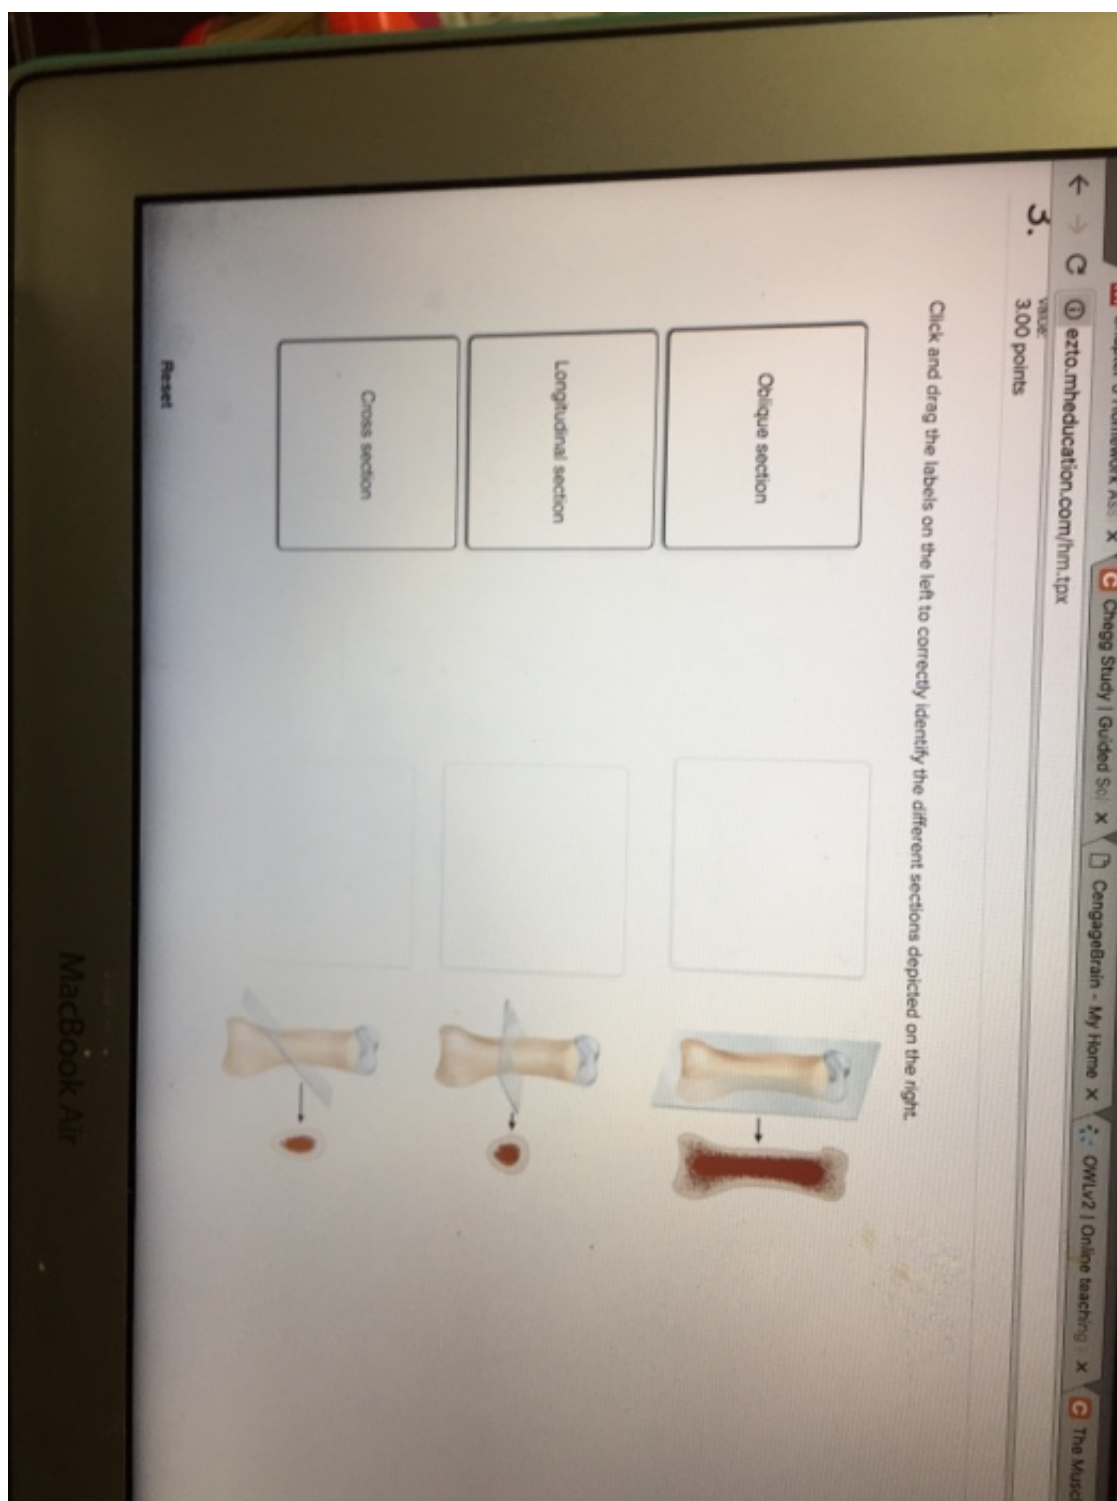 x
Chegg Study | Guided So
x
CengageBrain - My Home
x
OWLv2 | Online teaching
x
ezto.mheducation.com/hm.tpx
3.
value:
3.00 points
Click and drag the labels on the left to correctly identify the different sections depicted on the right.
Oblique section
Longitudinal section
Cross section
Reset
MacBook Air